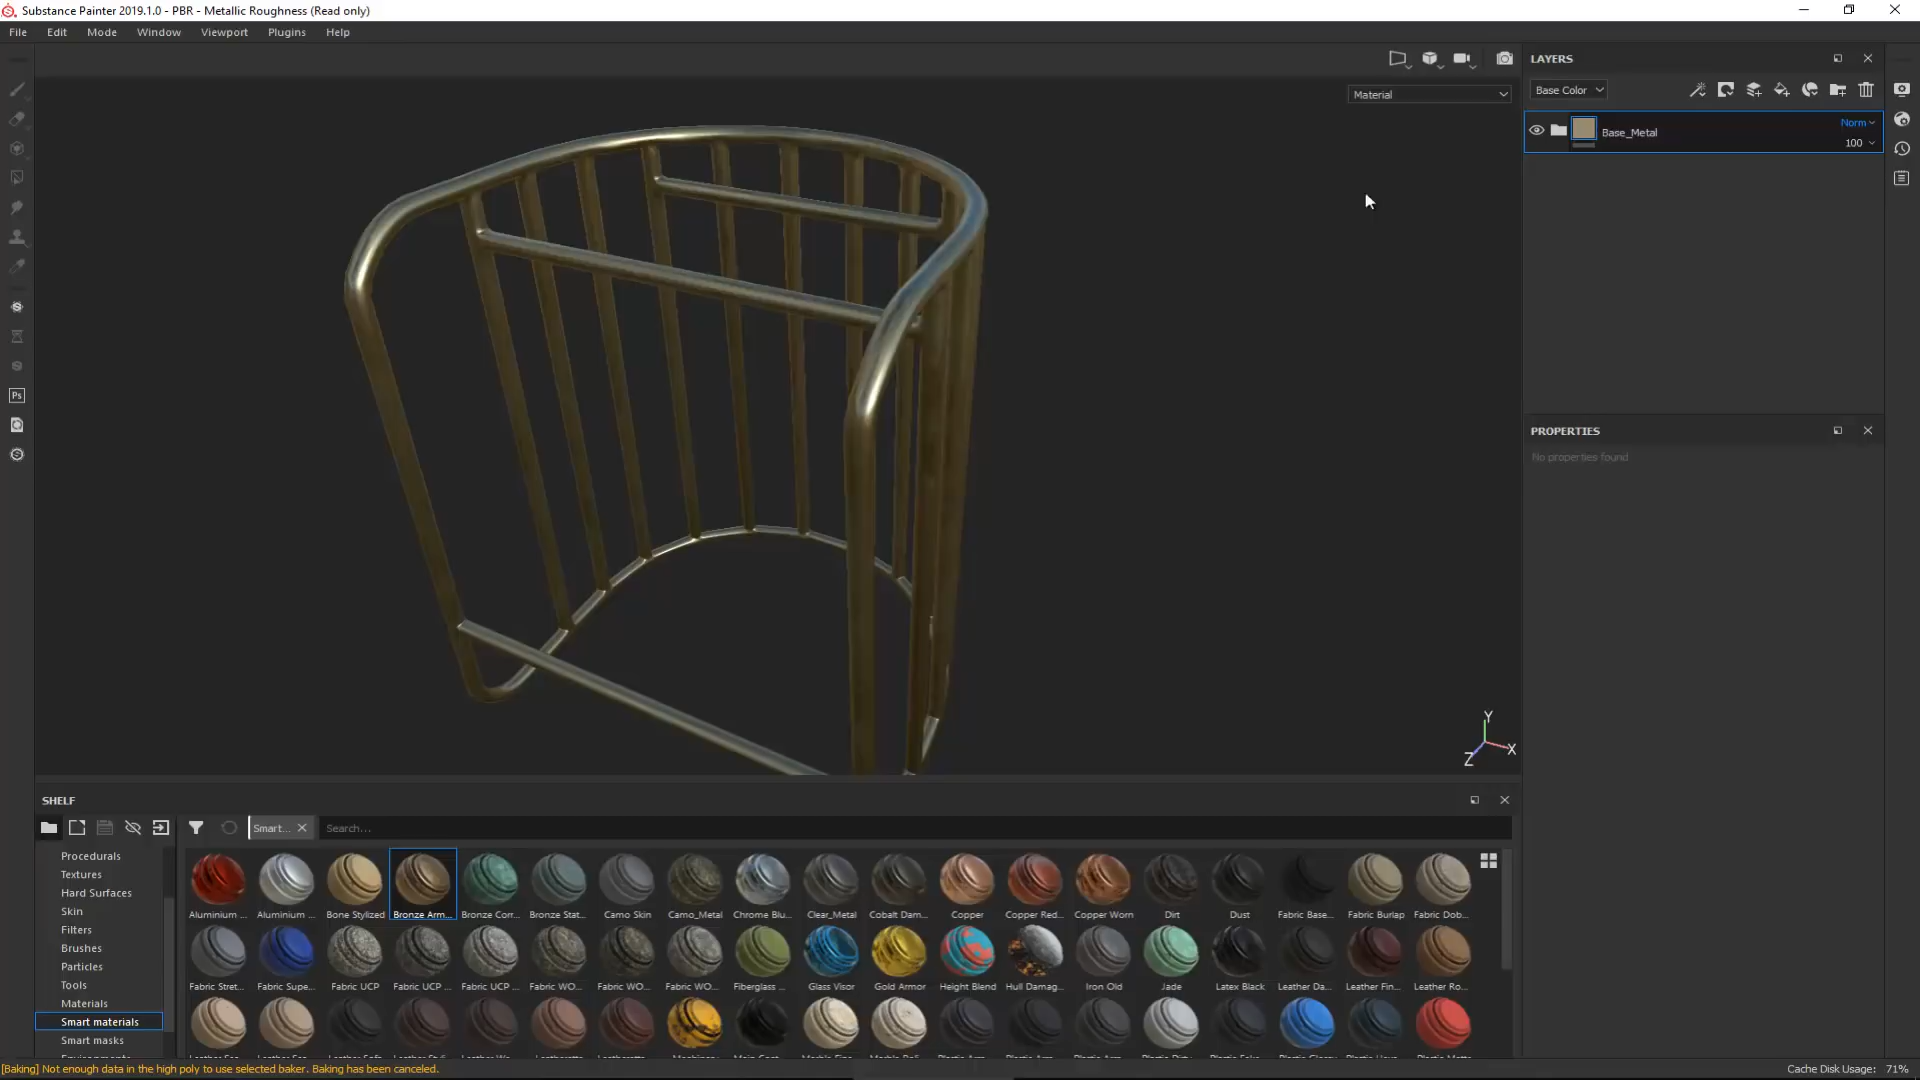 Substance Painter 2019.1.0 - PBR - Metallic Roughness (Read only)
File Edit Mode Window Viewport Plugins Help
LAYERS
Material
Base Color
Base_Metal
Norm
100
Ps
PROPERTIES
No properties found
Y
Z X
SHELF
Smart... Search...
Procedurals
Textures
Hard Surfaces
Skin
Filters
Brushes
Particles
Tools
Materials
Smart materials
Smart masks
Aluminium ... Aluminium ... Bone Stylized Bronze Arm... Bronze Corr... Bronze Stat... Camo Skin Camo_Metal Chrome Blu... Clear_Metal Cobalt Dam... Copper Copper Red... Copper Worn Dirt Dust Fabric Base... Fabric Burlap Fabric Dob...
Fabric Stret... Fabric Supe... Fabric UCP Fabric UCP ... Fabric UCP ... Fabric WO... Fabric WO... Fabric WO... Fiberglass ... Glass Visor Gold Armor Height Blend Hull Damag... Iron Old Jade Latex Black Leather Da... Leather Fin... Leather Ro...
[Baking] Not enough data in the high poly to use selected baker. Baking has been canceled.
Cache Disk Usage: 71%